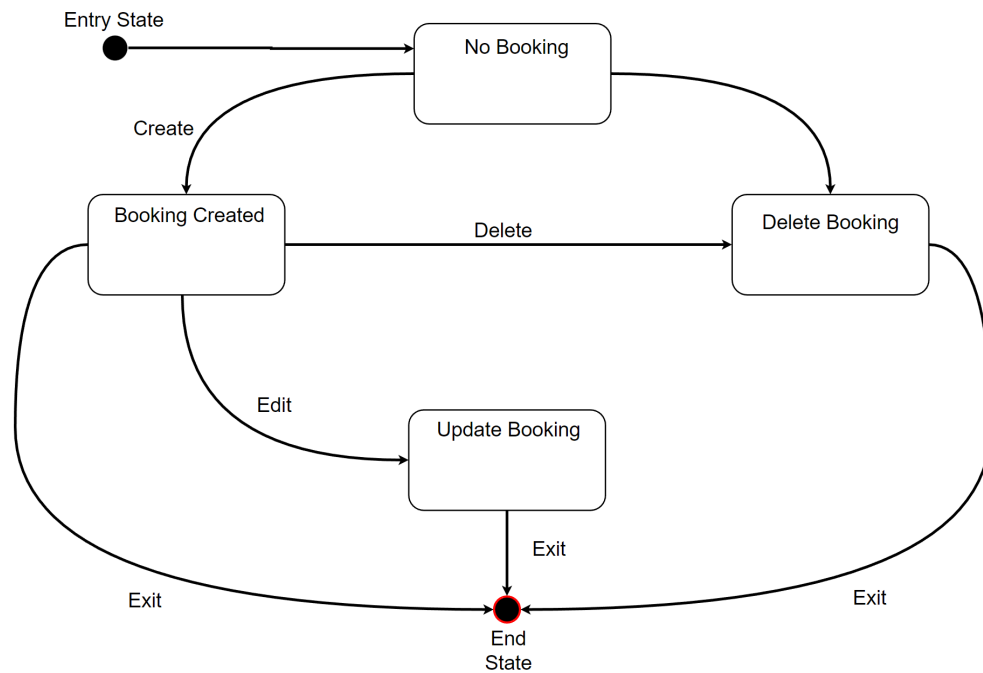 Entry State
No Booking
Create
Booking Created
Delete
Delete Booking
Edit
Update Booking
Exit
Exit
Exit
End
State